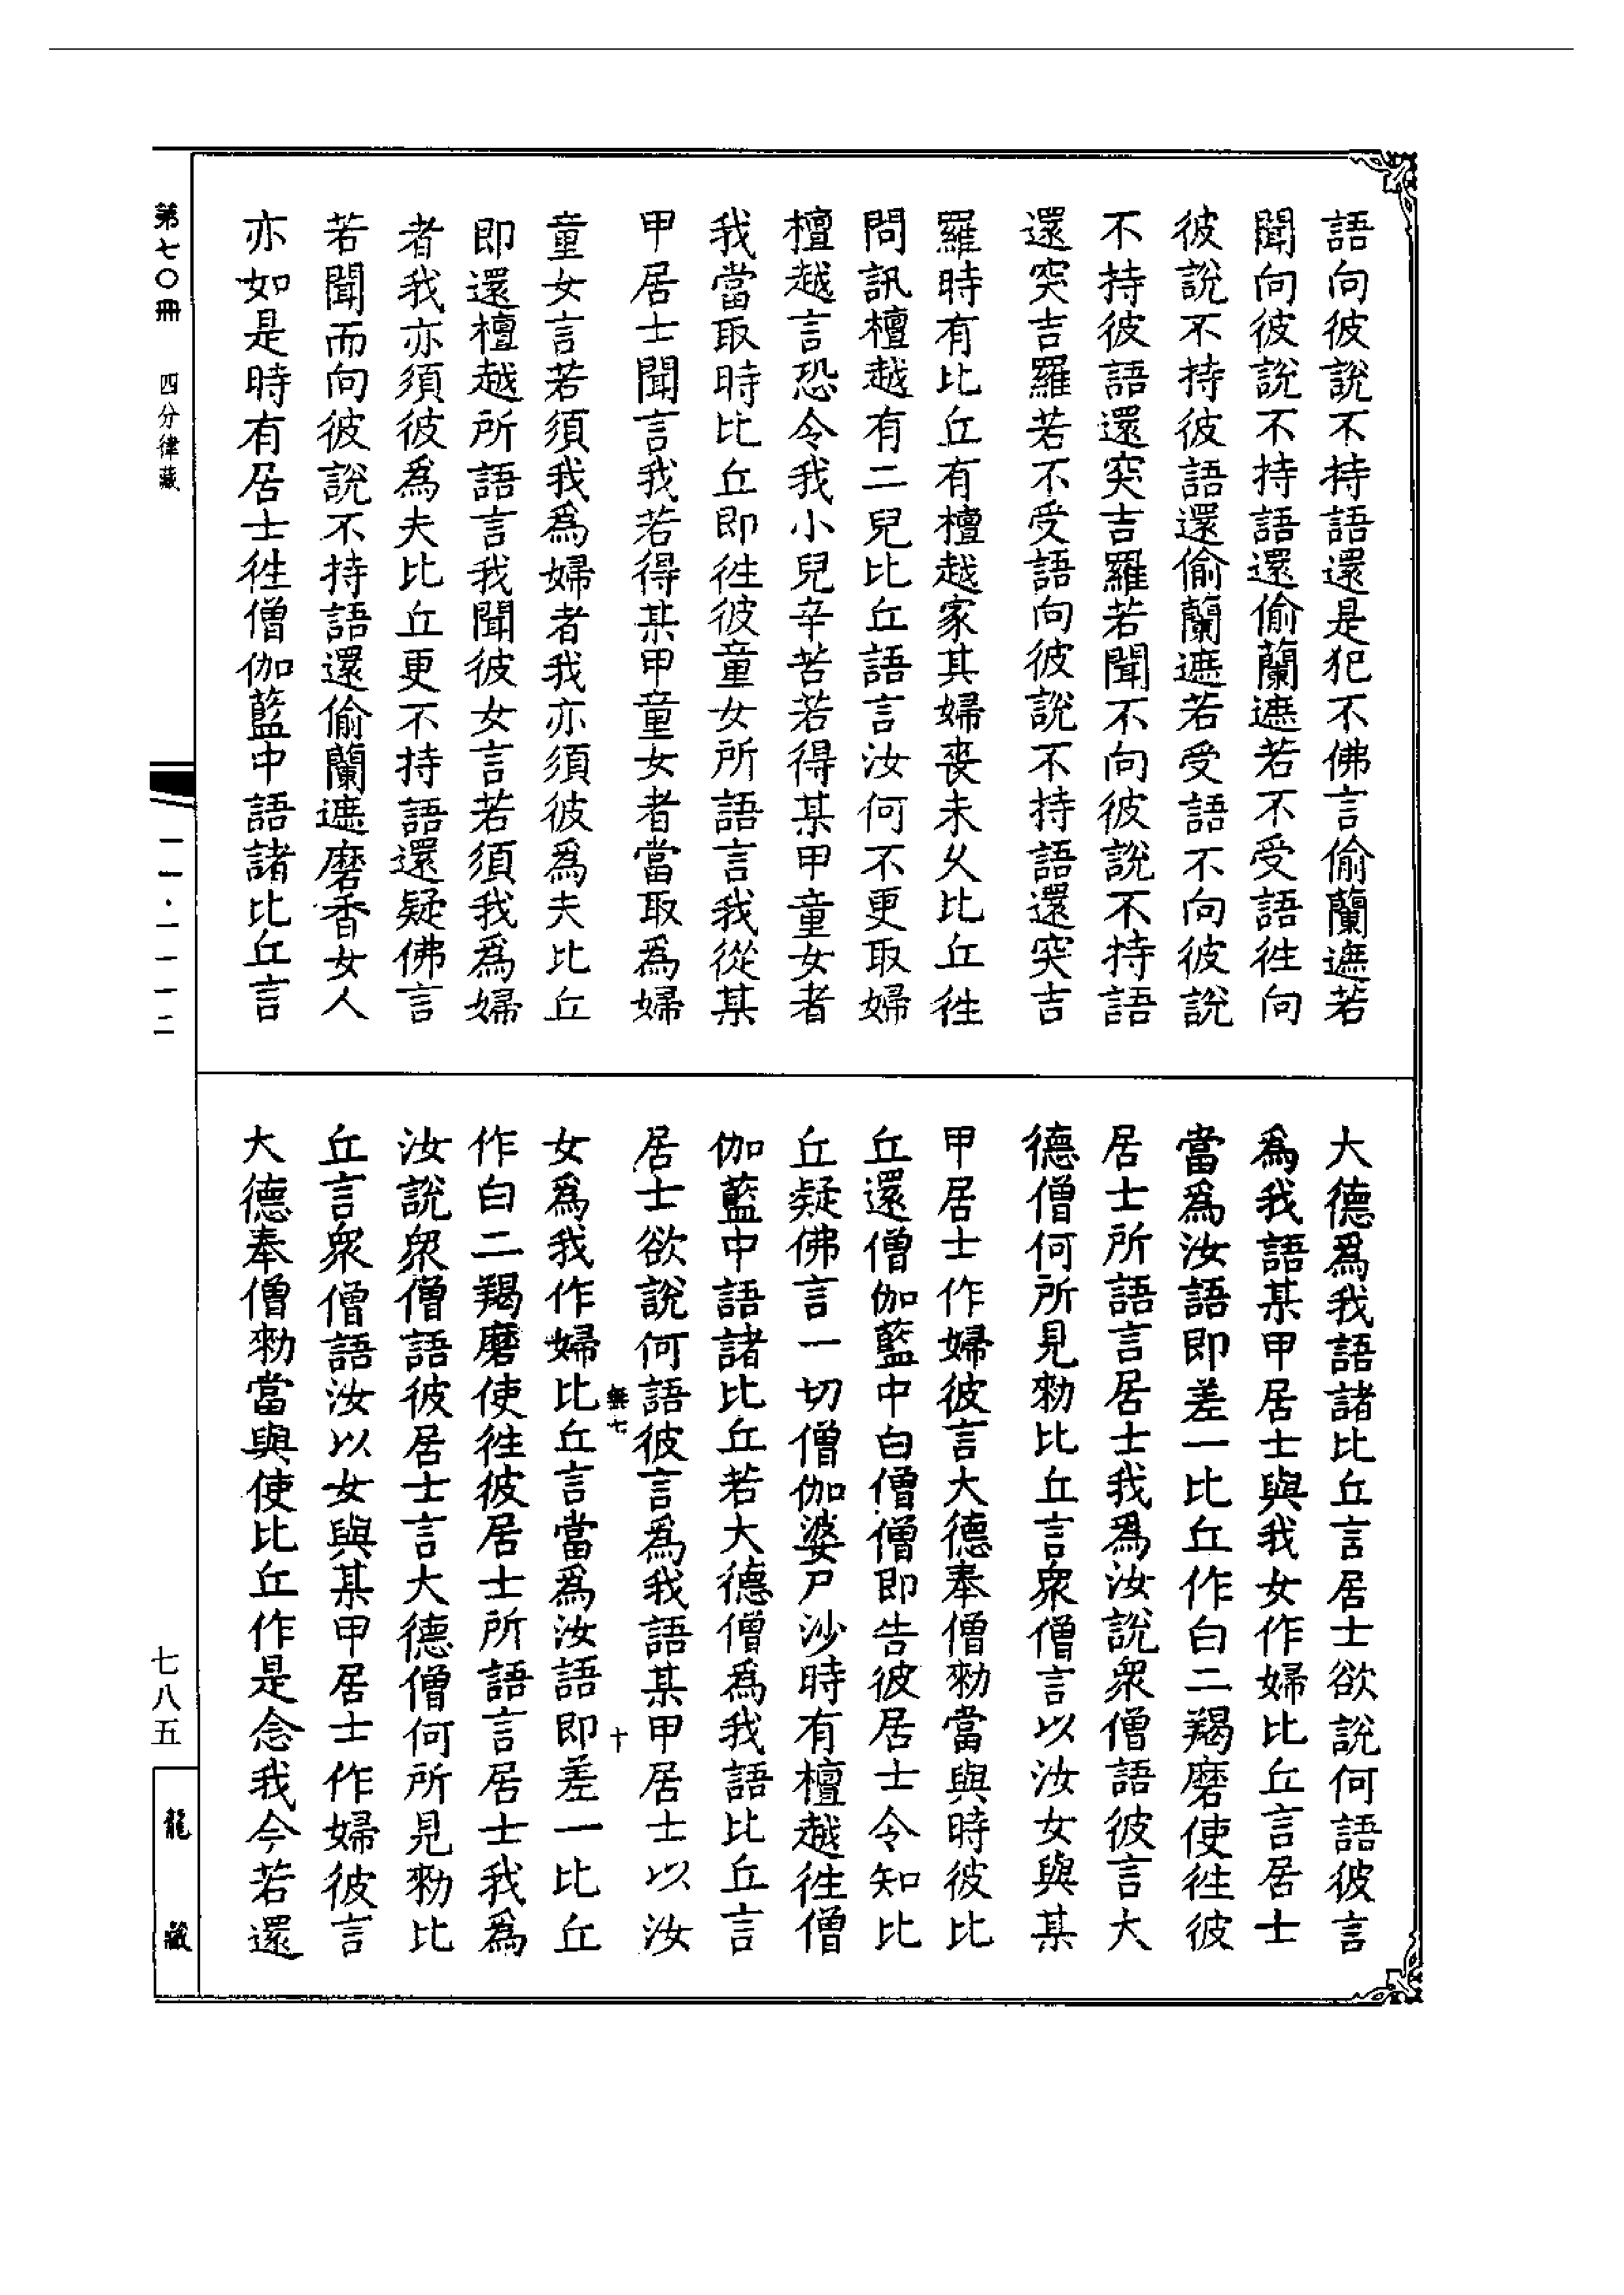 語向彼說不持語還是犯不佛言偷蘭遮若
聞向彼說不持語還偷蘭遮若不受語徃向
彼說不持彼語還偷蘭遮若受語不向彼說
不持彼語還突吉羅若聞不向彼說不持語
還突吉羅若不受語向彼說不持語還突吉
羅時有比丘有檀越家其婦喪未久比丘徃
問訊檀越有二兒比丘語言汝何不更取婦
檀越言恐令我小兒辛苦若得某甲童女者
我當取時比丘即徃彼童女所語言我從某
甲居士聞言我若得某甲童女者當取爲婦
童女言若須我爲婦者我亦須彼爲夫比丘
即還檀越所語言我聞彼女言若須我爲婦
者我亦須彼爲夫比丘更不持語還疑佛言
若聞而向彼說不持語還偷蘭遮磨香女人
亦如是時有居士徃僧伽藍中語諸比丘言
大德爲我語諸比丘言居士欲說何語彼言
爲我語某甲居士與我女作婦比丘言居士
當爲汝語即差一比丘作白二羯磨使徃彼
居士所語言居士我爲汝說衆僧語彼言大
德僧何所見勑比丘言衆僧言以汝女與某
甲居士作婦彼言大德奉僧勑當與時彼比
丘還僧伽藍中白僧僧即告彼居士令知比
丘疑佛言一切僧伽婆尸沙時有檀越徃僧
伽藍中語諸比丘若大德僧爲我語比丘言
居士欲說何語彼言爲我語某甲居士以汝
無七 十
女爲我作婦比丘言當爲汝語即差一比丘
作白二羯磨使徃彼居士所語言居士我爲
汝說衆僧語彼居士言大德僧何所見勑比
丘言衆僧語汝以女與某甲居士作婦彼言
大德奉僧勑當與使比丘作是念我今若還
第七〇冊 四分律藏
一一·一一一二
七八五
龍藏